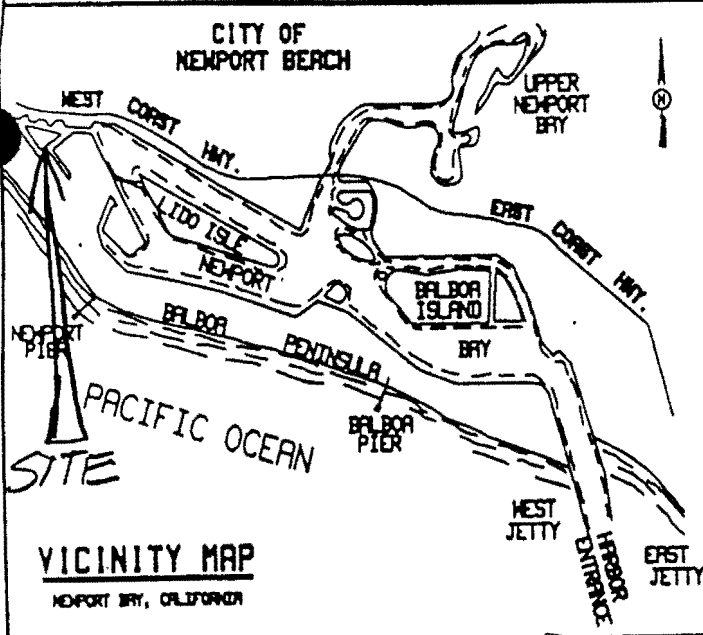 CITY OF
NEWPORT BEACH
WEST COAST HWY.
UPPER
NEWPORT
BAY
N
EAST COAST HWY.
LIDO ISLE
NEWPORT
BALBOA
ISLAND
BAY
NEWPORT
PIER
BALBOA PENINSULA
BALBOA
PIER
PACIFIC OCEAN
SITE
WEST
JETTY
HARBOR
ENTRANCE
EAST
JETTY
VICINITY MAP
NEWPORT BAY, CALIFORNIA